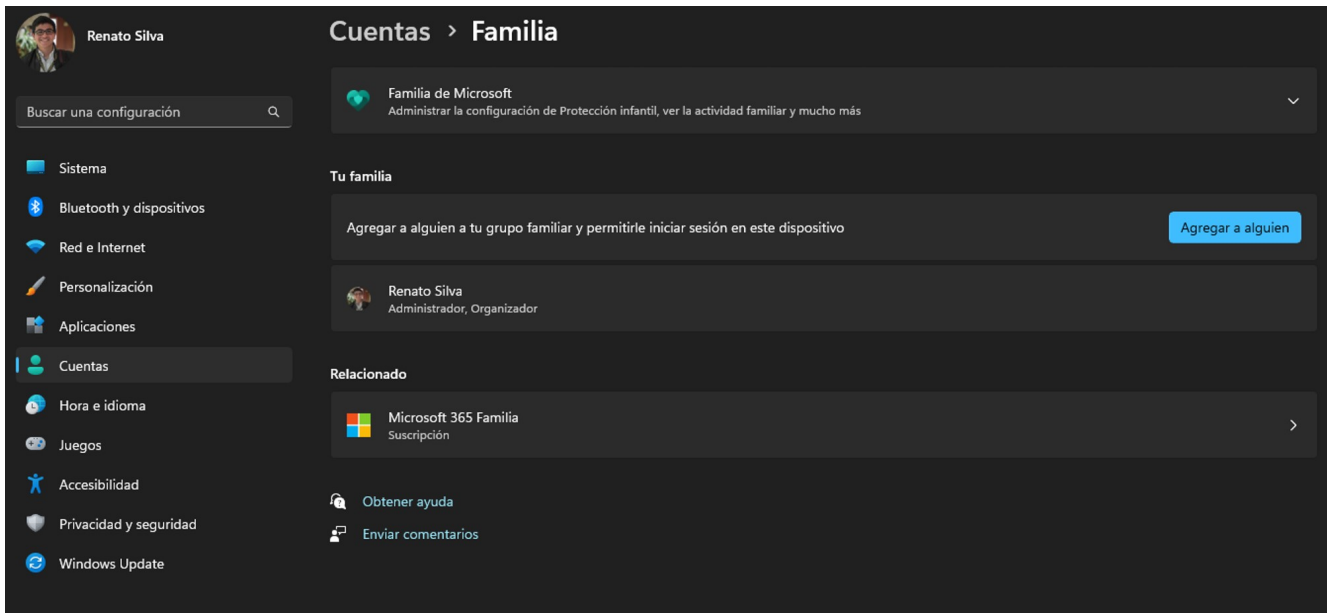 Renato Silva
Buscar una configuración
Sistema
Bluetooth y dispositivos
Red e Internet
Personalización
Aplicaciones
Cuentas
Hora e idioma
Juegos
Accesibilidad
Privacidad y seguridad
Windows Update
Cuentas > Familia
Familia de Microsoft
Administrar la configuración de Protección infantil, ver la actividad familiar y mucho más
Tu familia
Agregar a alguien a tu grupo familiar y permitirle iniciar sesión en este dispositivo
Agregar a alguien
Renato Silva
Administrador, Organizador
Relacionado
Microsoft 365 Familia
Suscripción
Obtener ayuda
Enviar comentarios